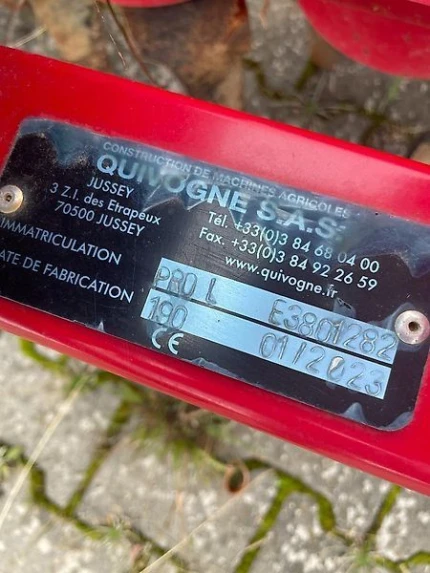 CONSTRUCTION DE MACHINES AGRICOLES
QUIVOGNE S.A.S.
JUSSEY
3 Z.I. des Etrapeux
70500 JUSSEY
Tél. +33(0)3 84 68 04 00
Fax. +33(0)3 84 92 26 59
www.quivogne.fr
IMMATRICULATION PRO L E3801282
ATE DE FABRICATION 190 01/2023
CE